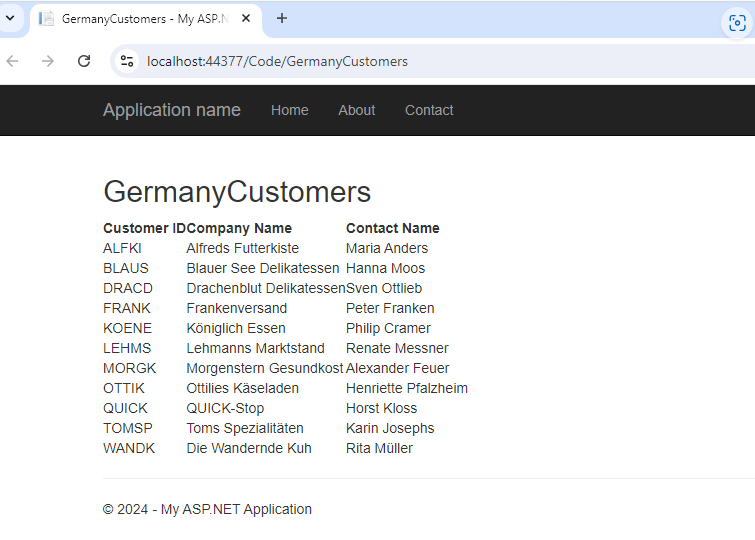 GermanyCustomers - My ASP.N
localhost:44377/Code/GermanyCustomers
Application name Home About Contact
GermanyCustomers
Customer ID Company Name Contact Name
ALFKI Alfreds Futterkiste Maria Anders
BLAUS Blauer See Delikatessen Hanna Moos
DRACD Drachenblut Delikatessen Sven Ottlieb
FRANK Frankenversand Peter Franken
KOENE Königlich Essen Philip Cramer
LEHMS Lehmanns Marktstand Renate Messner
MORGK Morgenstern Gesundkost Alexander Feuer
OTTIK Ottilies Käseladen Henriette Pfalzheim
QUICK QUICK-Stop Horst Kloss
TOMSP Toms Spezialitäten Karin Josephs
WANDK Die Wandernde Kuh Rita Müller
© 2024 - My ASP.NET Application